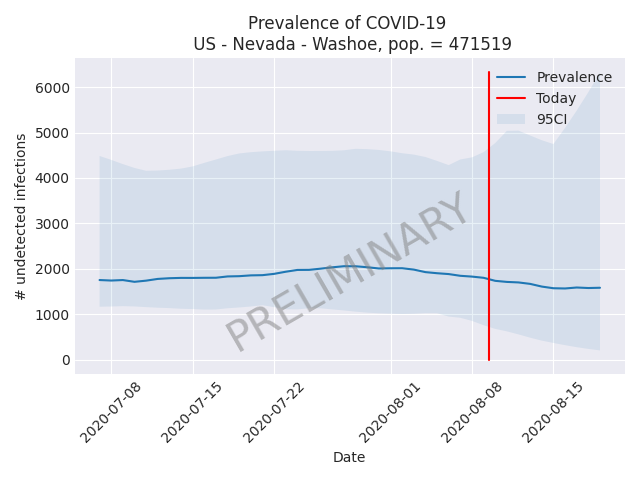 Prevalence of COVID-19
US - Nevada - Washoe, pop. = 471519
# undetected infections
6000
5000
4000
3000
2000
1000
0
Prevalence
Today
95CI
PRELIMINARY
2020-07-08
2020-07-15
2020-07-22
2020-08-01
2020-08-08
2020-08-15
Date